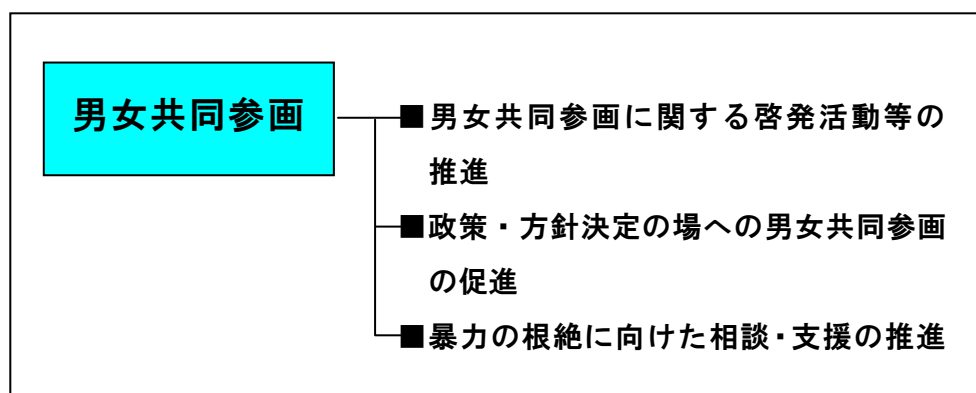 男女共同参画
■男女共同参画に関する啓発活動等の
推進
■政策・方針決定の場への男女共同参画
の促進
■暴力の根絶に向けた相談・支援の推進